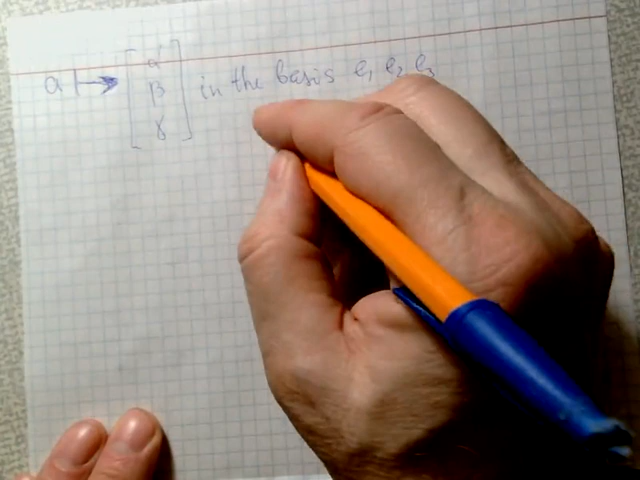 a ↦ [α β γ] in the basis e₁ e₂ e₃